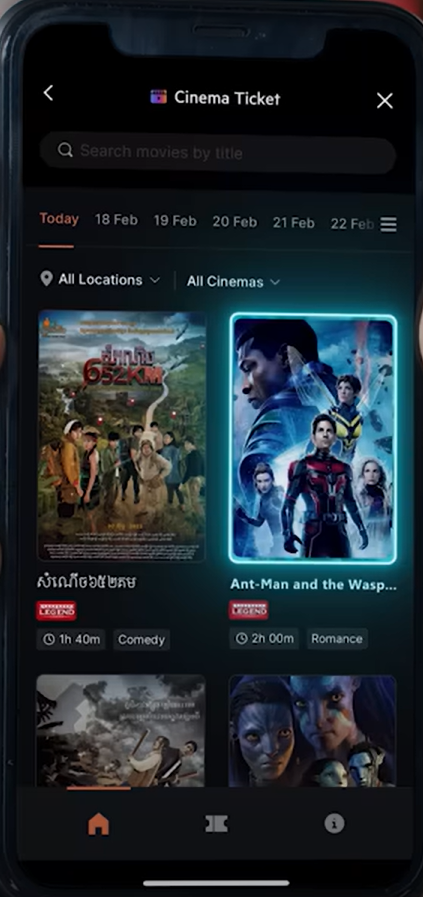 Cinema Ticket
Search movies by title
Today 18 Feb 19 Feb 20 Feb 21 Feb 22 Feb
All Locations All Cinemas
652KM
សំណើច៦៥២គម
Ant-Man and the Wasp...
LEGEND
LEGEND
1h 40m Comedy
2h 00m Romance